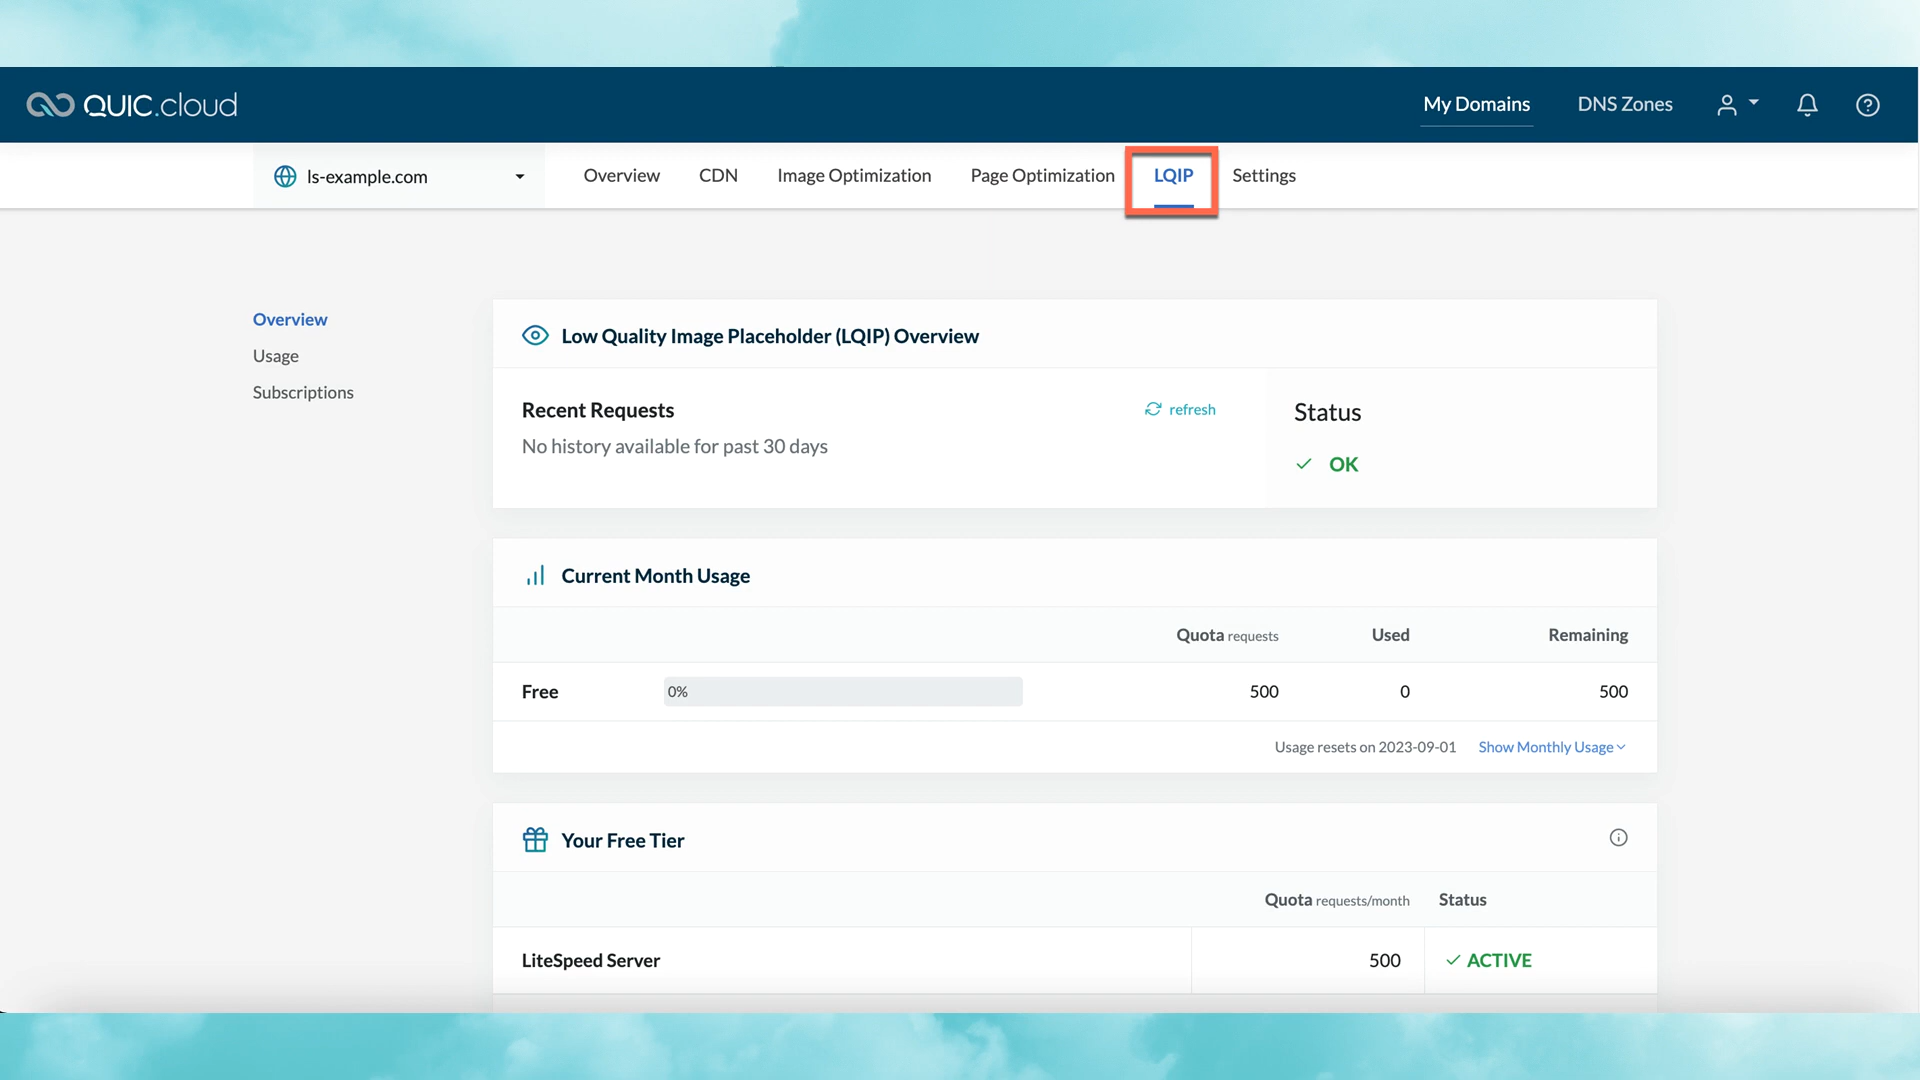 QUIC.cloud
My Domains
DNS Zones
ls-example.com
Overview
CDN
Image Optimization
Page Optimization
LQIP
Settings
Overview
Usage
Subscriptions
Low Quality Image Placeholder (LQIP) Overview
Recent Requests
refresh
No history available for past 30 days
Status
OK
Current Month Usage
Quota requests
Used
Remaining
Free
0%
500
0
500
Usage resets on 2023-09-01
Show Monthly Usage
Your Free Tier
Quota requests/month
Status
LiteSpeed Server
500
ACTIVE